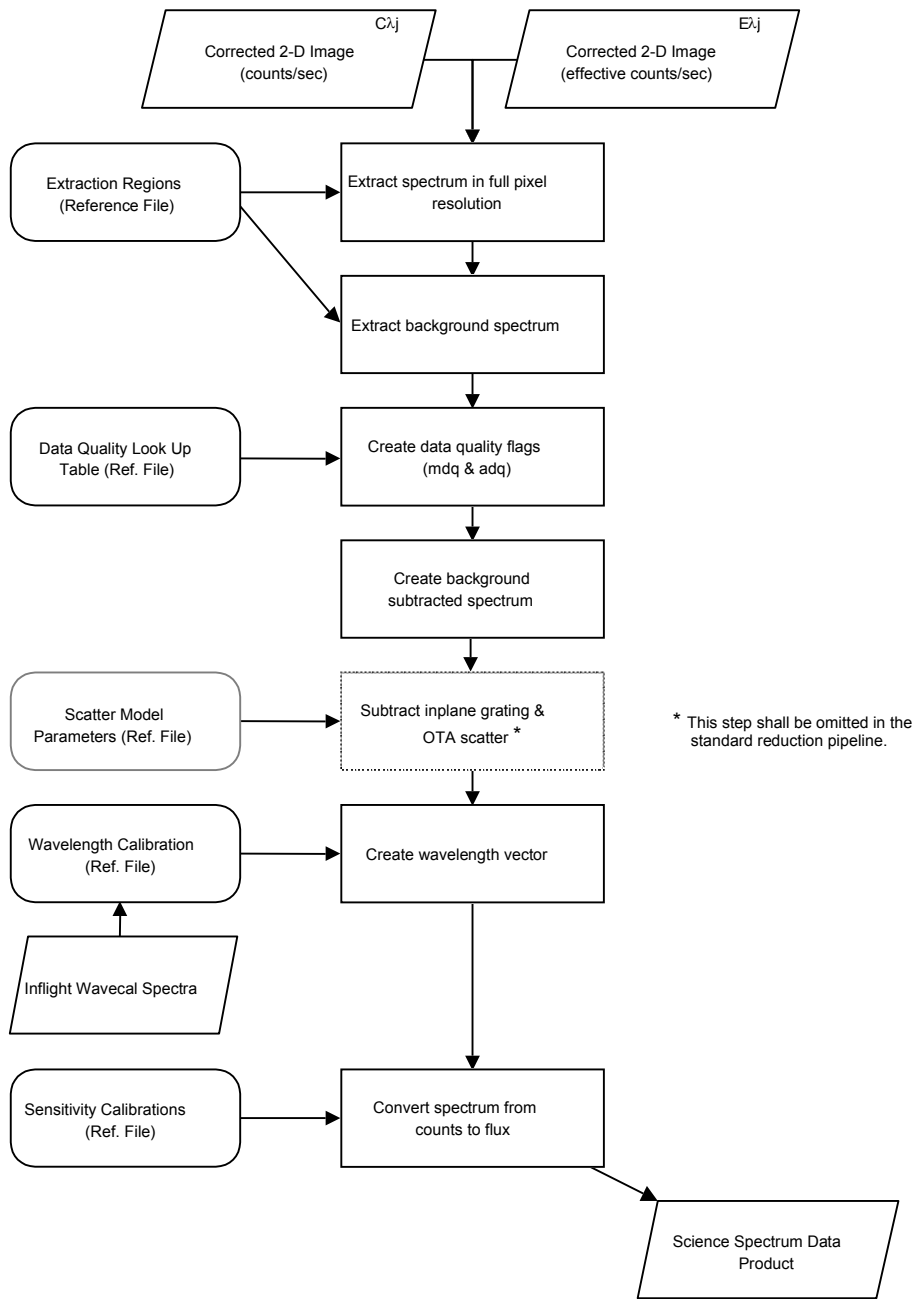 Cλj
Corrected 2-D Image
(counts/sec)
Eλj
Corrected 2-D Image
(effective counts/sec)
Extraction Regions
(Reference File)
Extract spectrum in full pixel
resolution
Extract background spectrum
Data Quality Look Up
Table (Ref. File)
Create data quality flags
(mdq & adq)
Create background
subtracted spectrum
Scatter Model
Parameters (Ref. File)
Subtract inplane grating &
OTA scatter *
* This step shall be omitted in the
standard reduction pipeline.
Wavelength Calibration
(Ref. File)
Create wavelength vector
Inflight Wavecal Spectra
Sensitivity Calibrations
(Ref. File)
Convert spectrum from
counts to flux
Science Spectrum Data
Product